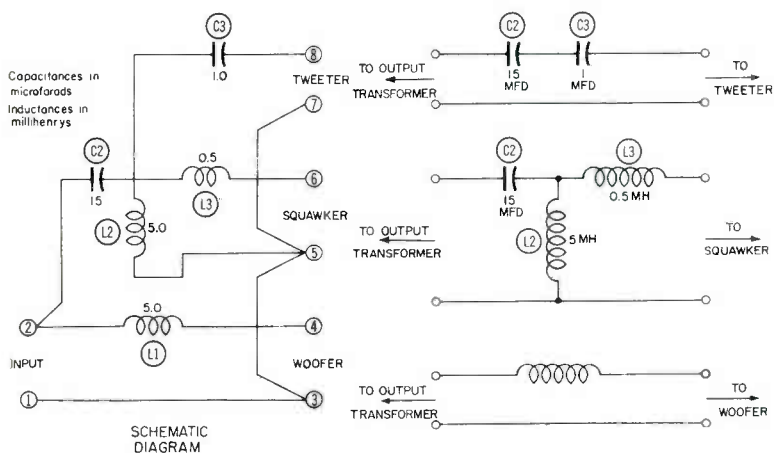 C3
8
1.0
TWEETER
Capacitances in
microfarads
Inductances in
millihenrys
7
C2
15
0.5
6
L3
SQUAWKER
L2
5.0
5
5.0
2
4
L1
INPUT
WOOFER
1
3
SCHEMATIC
DIAGRAM
C2
C3
TO OUTPUT
TRANSFORMER
15
MFD
1
MFD
TO
TWEETER
C2
L3
15
MFD
0.5 MH
L2
5 MH
TO OUTPUT
TRANSFORMER
TO
SQUAWKER
TO OUTPUT
TRANSFORMER
TO
WOOFER